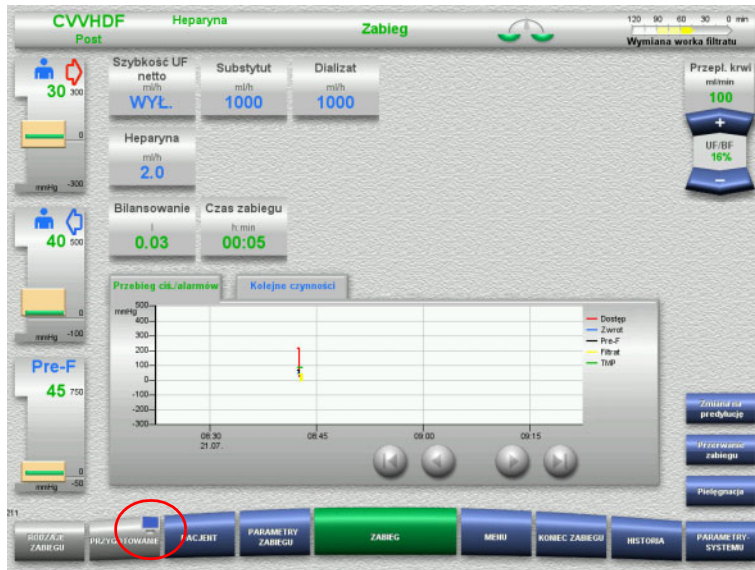 CVVHDF Heparyna
Post
Zabieg
120 90 60 30 0 min
Wymiana worka filtratu
30 300
0
mmHg -300
40 500
0
mmHg -100
Pre-F
45 750
0
mmHg -50
Szybkość UF
netto
ml/h
WYŁ.
Substytut
ml/h
1000
Dializat
ml/h
1000
Heparyna
ml/h
2.0
Bilansowanie
l
0.03
Czas zabiegu
h:min
00:05
Przepł. krwi
ml/min
100
+
UF/BF
16%
–
Przebieg ciś./alarmów
Kolejne czynności
mmHg
500
400
300
200
100
0
-100
-200
-300
08:30
21.07.
08:45
09:00
09:15
Dostęp
Zwrot
Pre-F
Filtrat
TMP
Zmiana na
predylucję
Przerwanie
zabiegu
Pielęgnacja
211
RODZAJE
ZABIEGU
PRZYGOTOWANIE
PACJENT
PARAMETRY
ZABIEGU
ZABIEG
MENU
KONIEC ZABIEGU
HISTORIA
PARAMETRY-
SYSTEMU